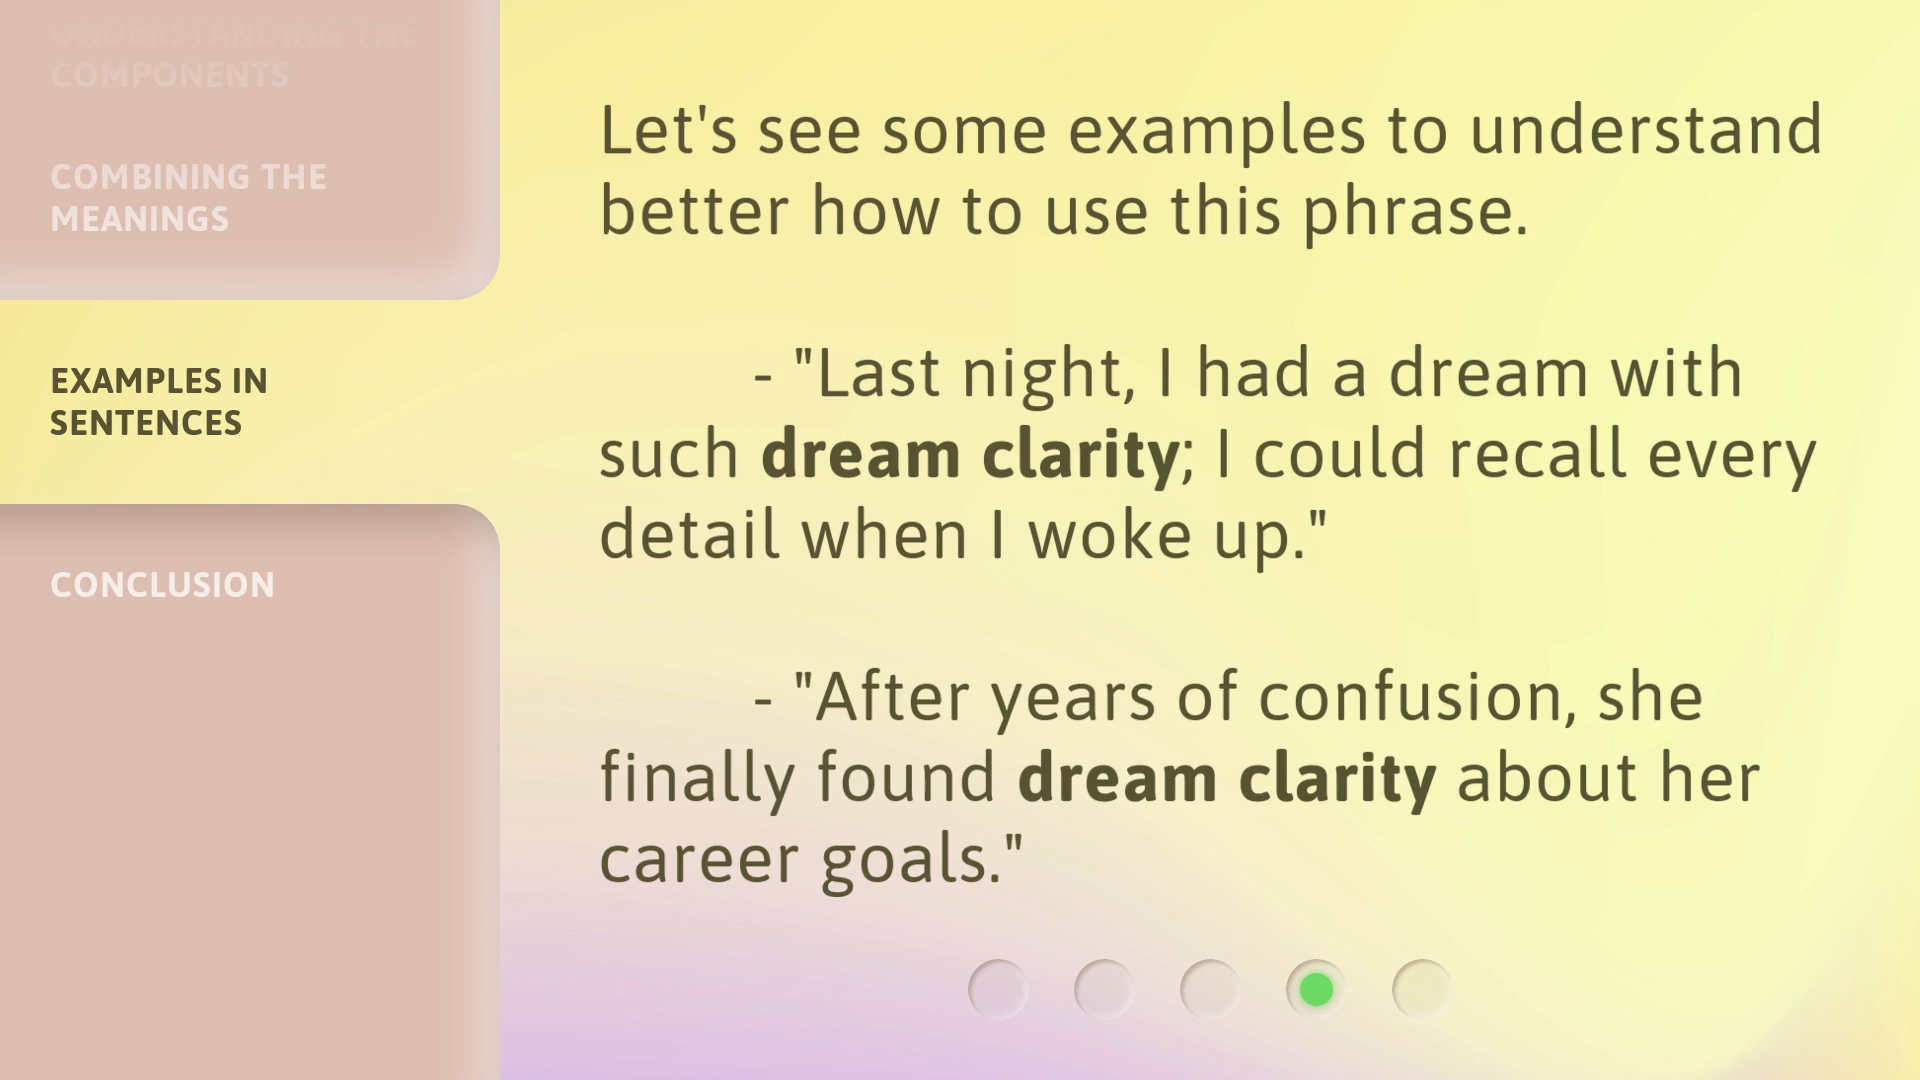 UNDERSTANDING THE
COMPONENTS
COMBINING THE
MEANINGS
EXAMPLES IN
SENTENCES
CONCLUSION
Let's see some examples to understand
better how to use this phrase.
- "Last night, I had a dream with
such dream clarity; I could recall every
detail when I woke up."
- "After years of confusion, she
finally found dream clarity about her
career goals."